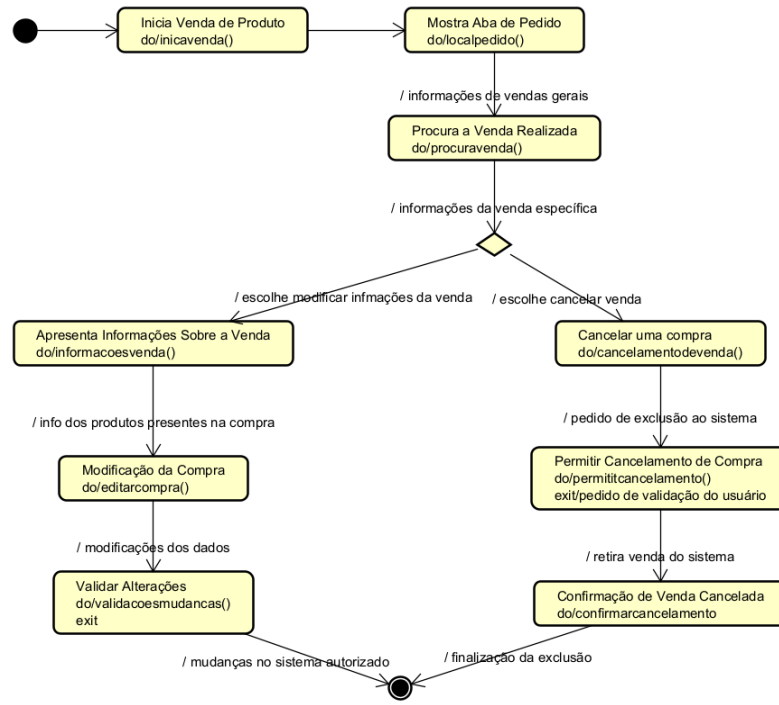 Inicia Venda de Produto
do/inicavenda()
Mostra Aba de Pedido
do/localpedido()
/ informações de vendas gerais
Procura a Venda Realizada
do/procuravenda()
/ informações da venda específica
/ escolhe modificar infmações da venda
/ escolhe cancelar venda
Apresenta Informações Sobre a Venda
do/informacoesvenda()
Cancelar uma compra
do/cancelamentodevenda()
/ info dos produtos presentes na compra
/ pedido de exclusão ao sistema
Modificação da Compra
do/editarcompra()
Permitir Cancelamento de Compra
do/permititcancelamento()
exit/pedido de validação do usuário
/ modificações dos dados
/ retira venda do sistema
Validar Alterações
do/validacoesmudancas()
exit
Confirmação de Venda Cancelada
do/confirmarcancelamento
/ mudanças no sistema autorizado
/ finalização da exclusão